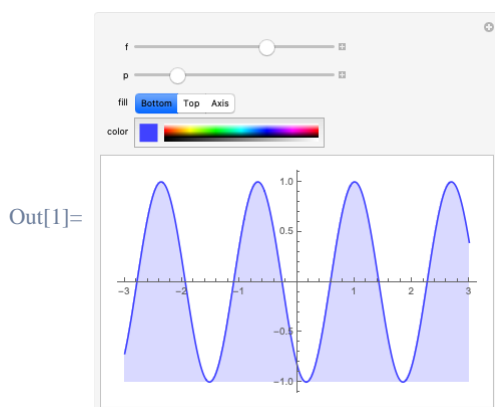 f
p
fill Bottom Top Axis
color
Out[1]=
1.0
0.5
-3 -2 -1 1 2 3
-0.5
-1.0